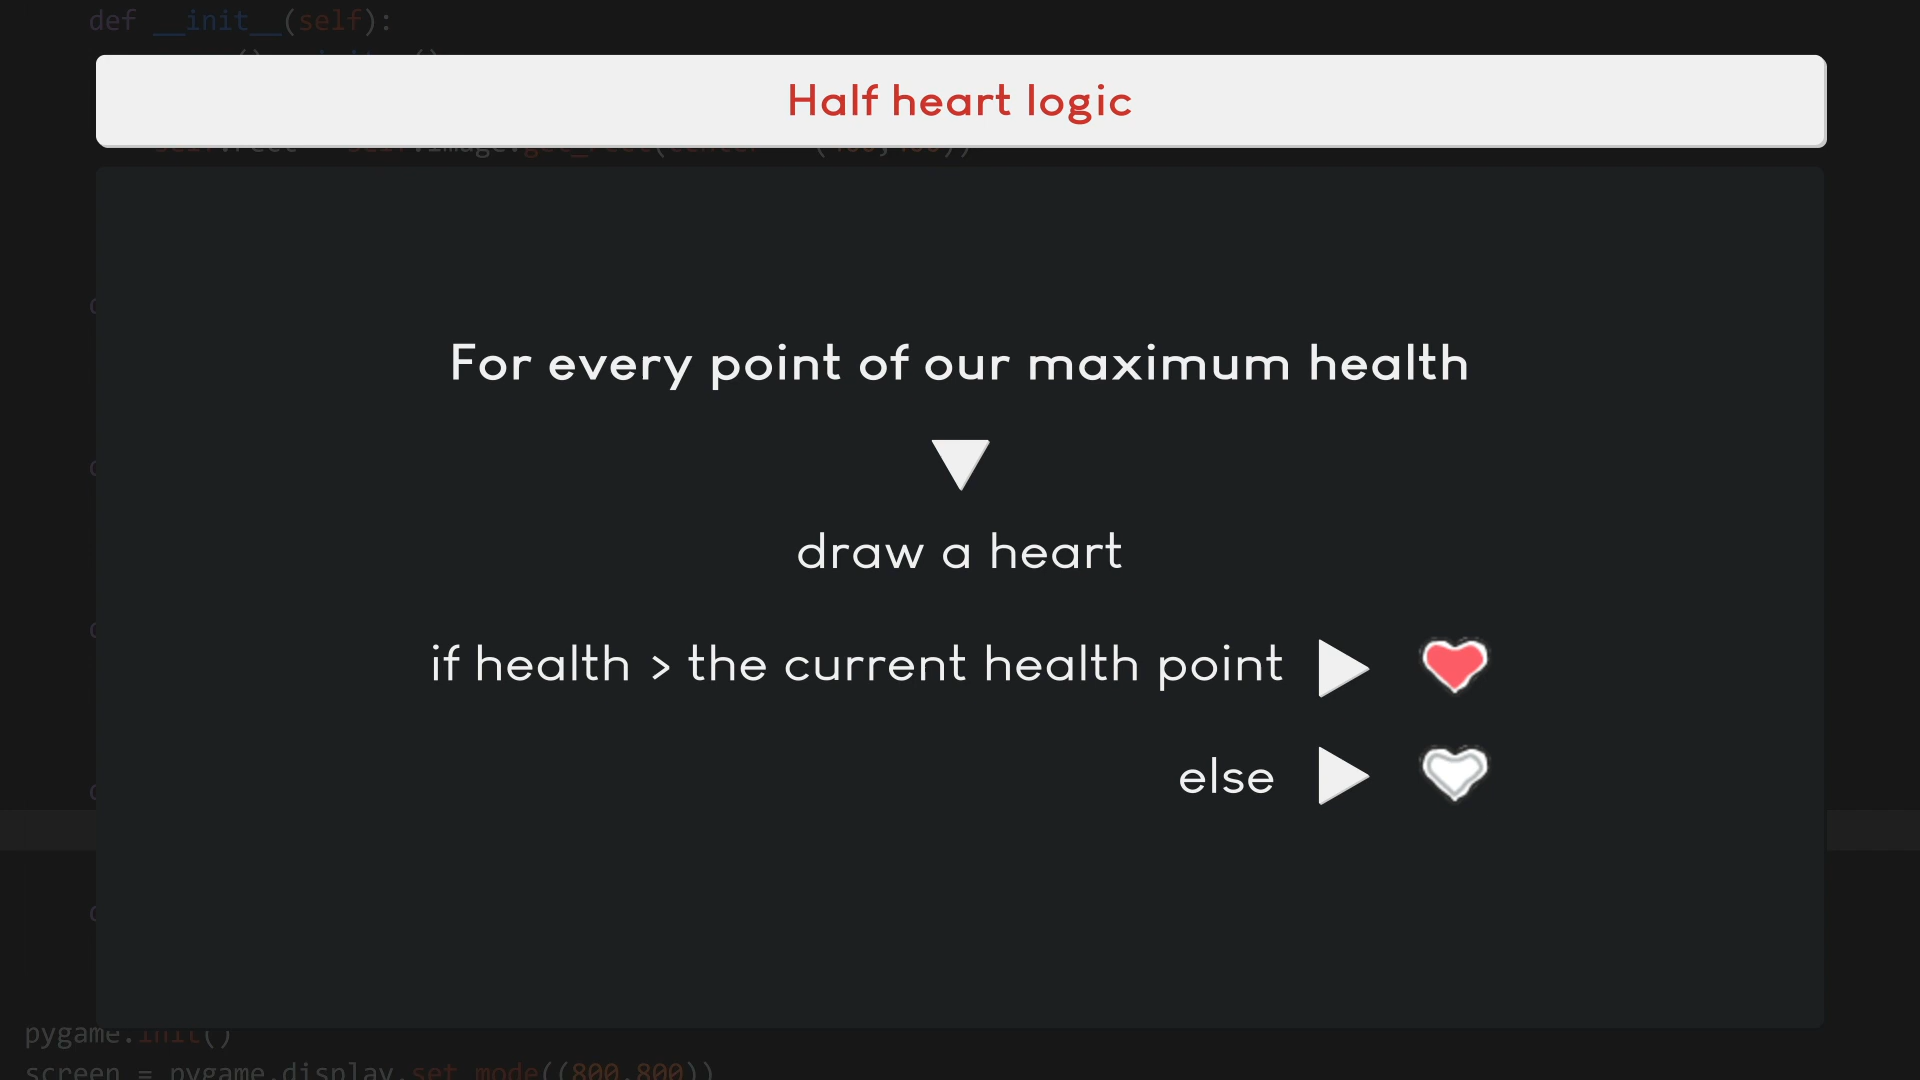 def __init__(self):
Half heart logic
For every point of our maximum health
draw a heart
if health > the current health point
else
pygame.init()
screen = pygame.display.set_mode((800,800))